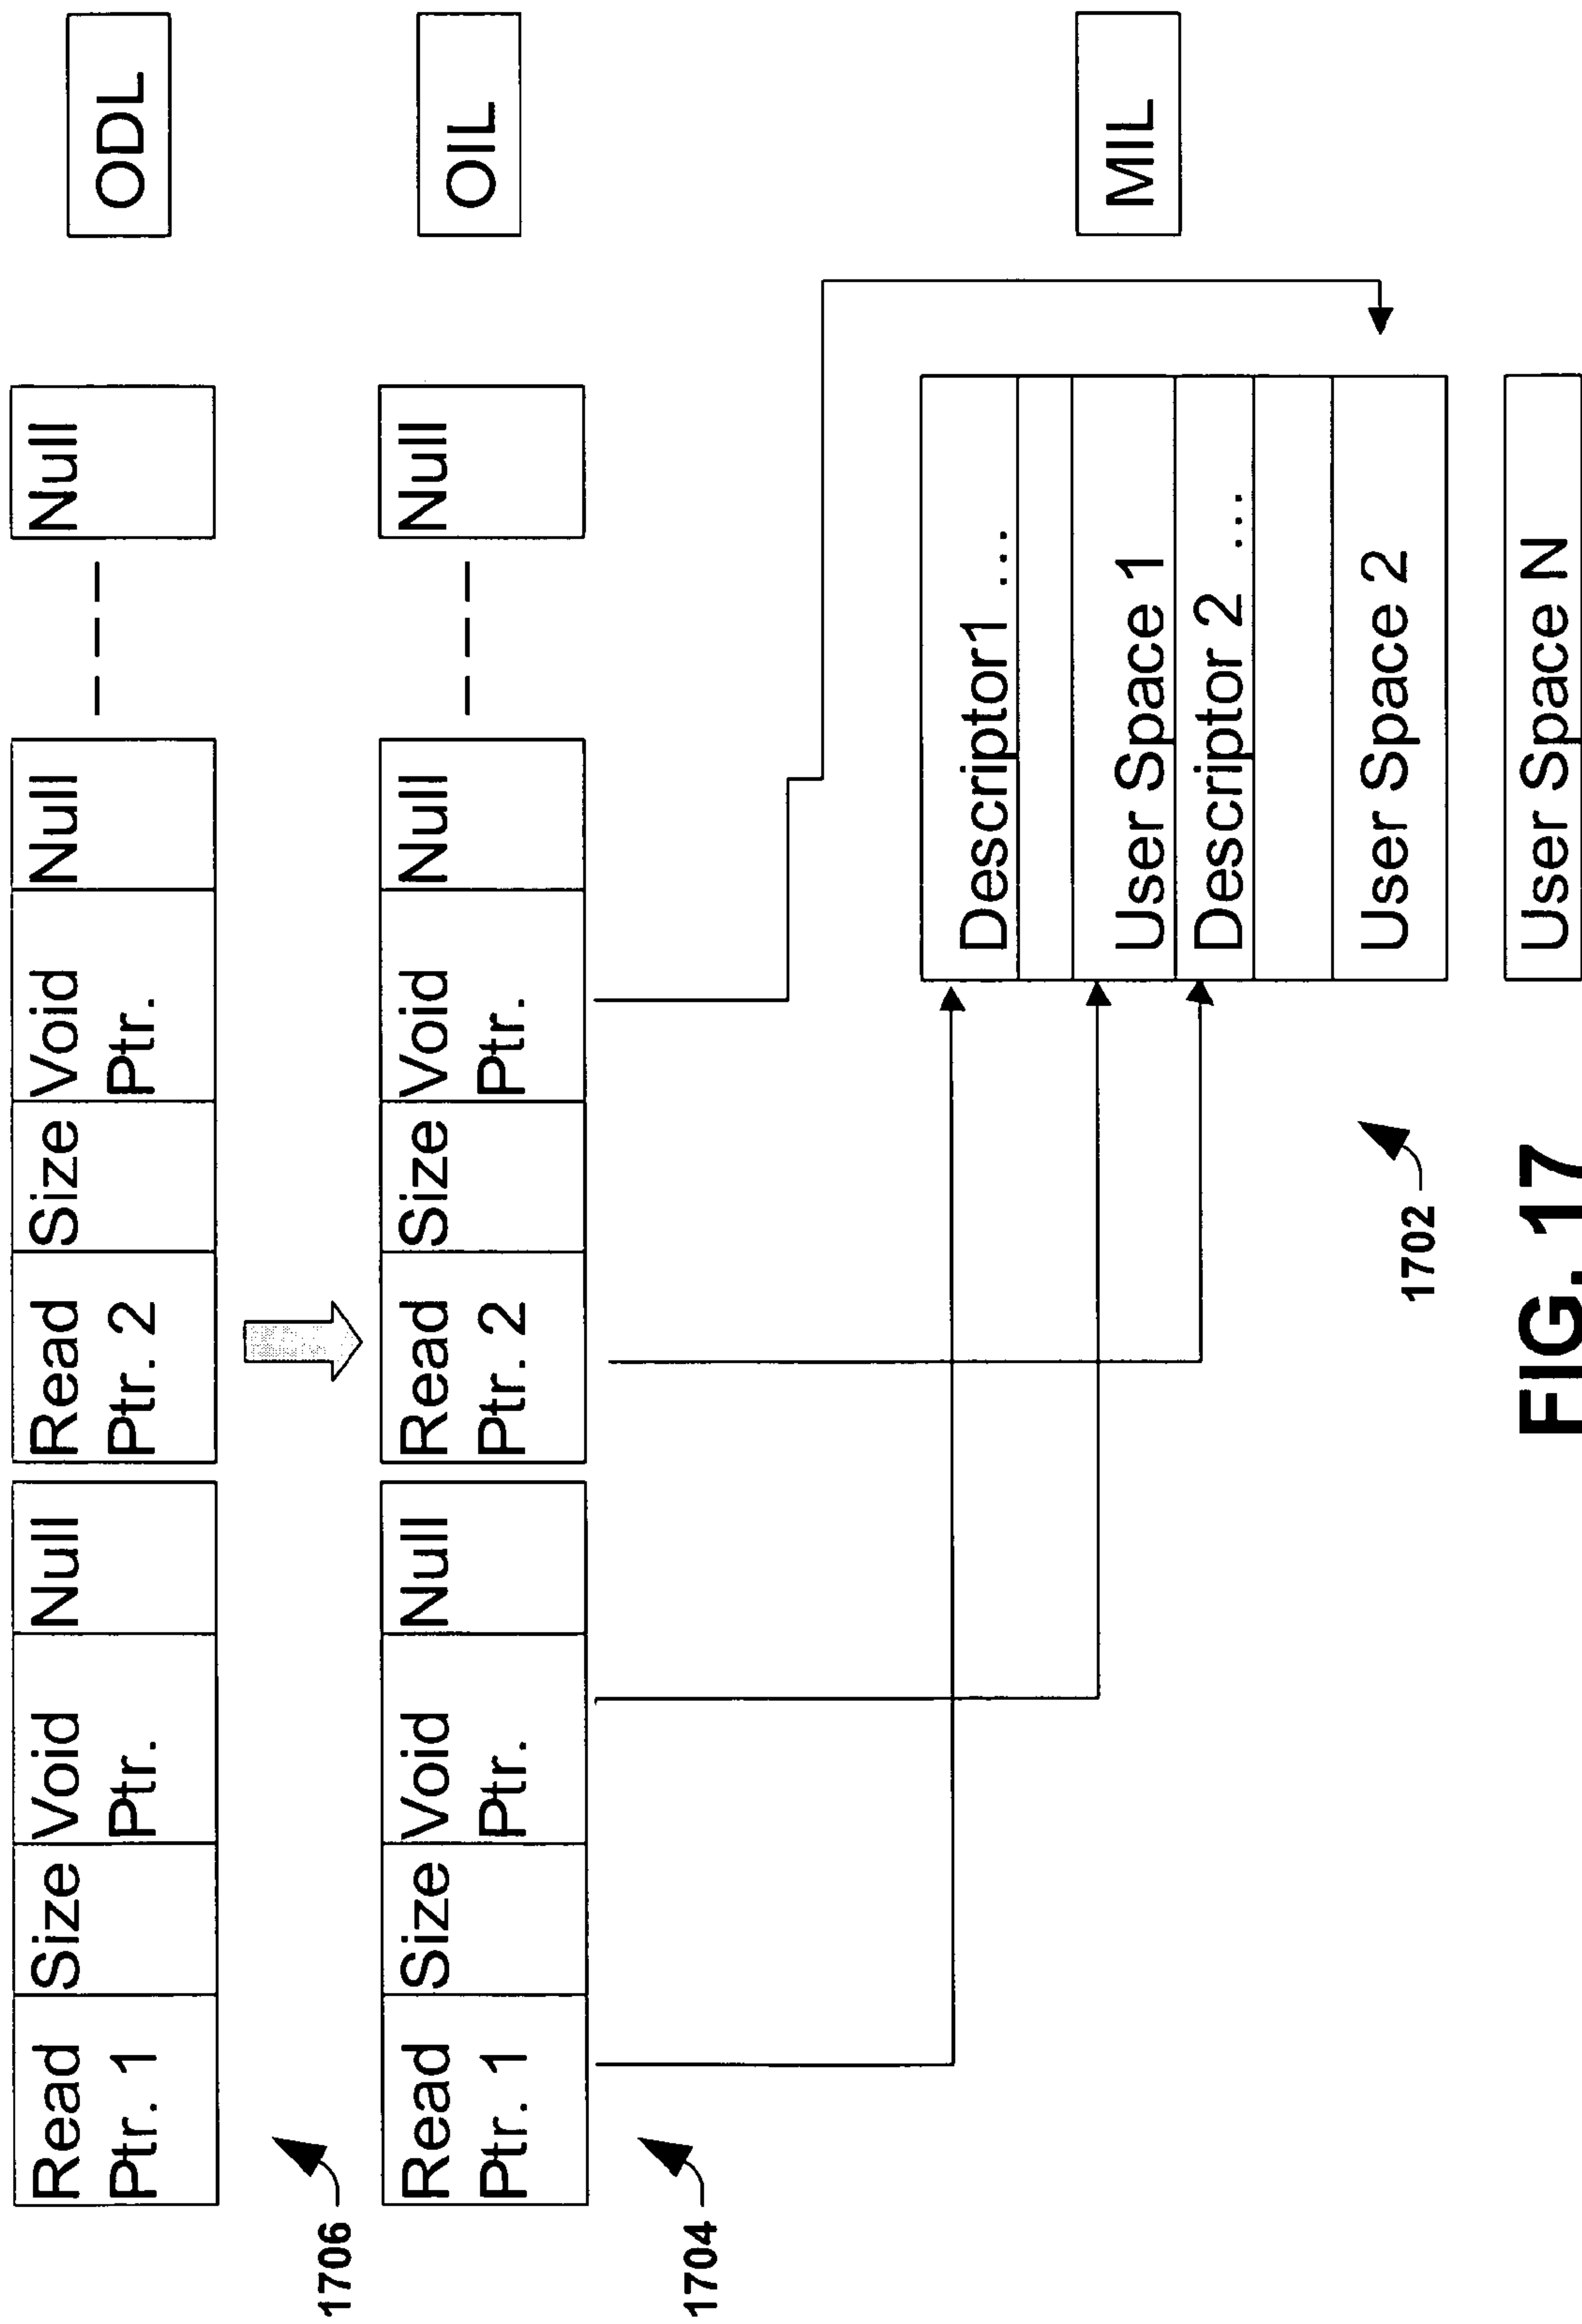 Read Ptr. 1
Size
Void Ptr.
Null
Read Ptr. 2
Size
Void Ptr.
Null
Null
ODL
1706
Read Ptr. 1
Size
Void Ptr.
Null
Read Ptr. 2
Size
Void Ptr.
Null
Null
OIL
1704
Descriptor1 ...
User Space 1
Descriptor 2 ...
User Space 2
User Space N
MIL
1702
FIG. 17